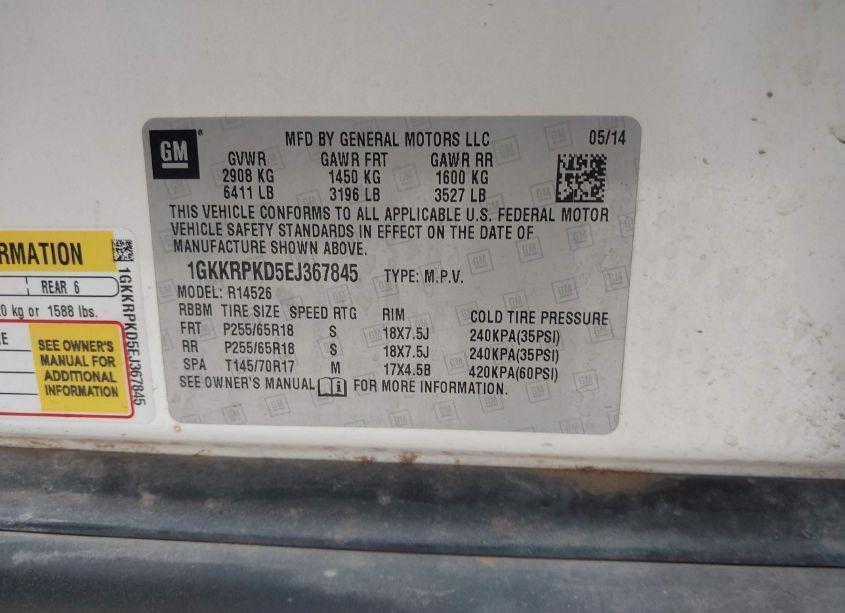 GM
MFD BY GENERAL MOTORS LLC 05/14
GVWR GAWR FRT GAWR RR
2908 KG 1450 KG 1600 KG
6411 LB 3196 LB 3527 LB
THIS VEHICLE CONFORMS TO ALL APPLICABLE U.S. FEDERAL MOTOR
VEHICLE SAFETY STANDARDS IN EFFECT ON THE DATE OF
MANUFACTURE SHOWN ABOVE.
1GKKRPKD5EJ367845 TYPE: M.P.V.
MODEL: R14526
RBBM TIRE SIZE SPEED RTG RIM COLD TIRE PRESSURE
FRT P255/65R18 S 18X7.5J 240KPA(35PSI)
RR P255/65R18 S 18X7.5J 240KPA(35PSI)
SPA T145/70R17 M 17X4.5B 420KPA(60PSI)
SEE OWNER'S MANUAL FOR MORE INFORMATION.
REAR 6
kg or 1588 lbs.
SEE OWNER'S
MANUAL FOR
ADDITIONAL
INFORMATION
1GKKRPKD5EJ367845